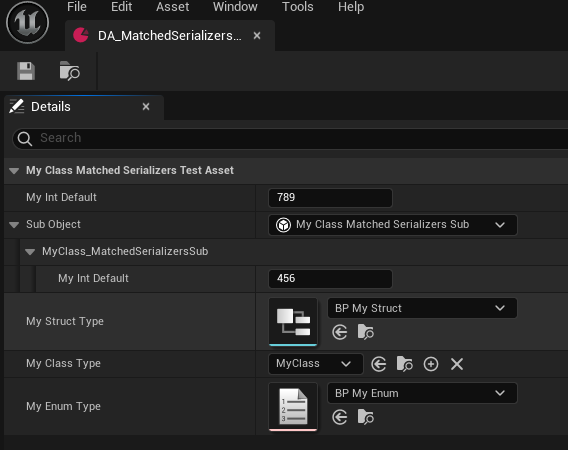 File Edit Asset Window Tools Help
DA_MatchedSerializers...
Details
Search
My Class Matched Serializers Test Asset
My Int Default 789
Sub Object My Class Matched Serializers Sub
MyClass_MatchedSerializersSub
My Int Default 456
My Struct Type BP My Struct
My Class Type MyClass
My Enum Type BP My Enum